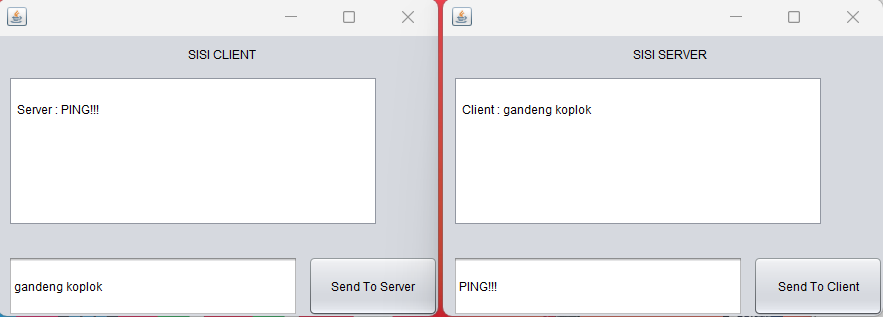 SISI CLIENT
Server : PING!!!
gandeng koplok
Send To Server
SISI SERVER
Client : gandeng koplok
PING!!!
Send To Client